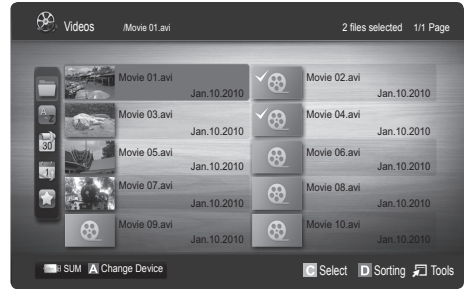 Videos /Movie 01.avi 2 files selected 1/1 Page
Movie 01.avi Movie 02.avi
Jan.10.2010 Jan.10.2010
Movie 03.avi Movie 04.avi
Jan.10.2010 Jan.10.2010
Movie 05.avi Movie 06.avi
Jan.10.2010 Jan.10.2010
Movie 07.avi Movie 08.avi
Jan.10.2010 Jan.10.2010
Movie 09.avi Movie 10.avi
Jan.10.2010 Jan.10.2010
A Z
30
1
SUM A Change Device C Select D Sorting Tools